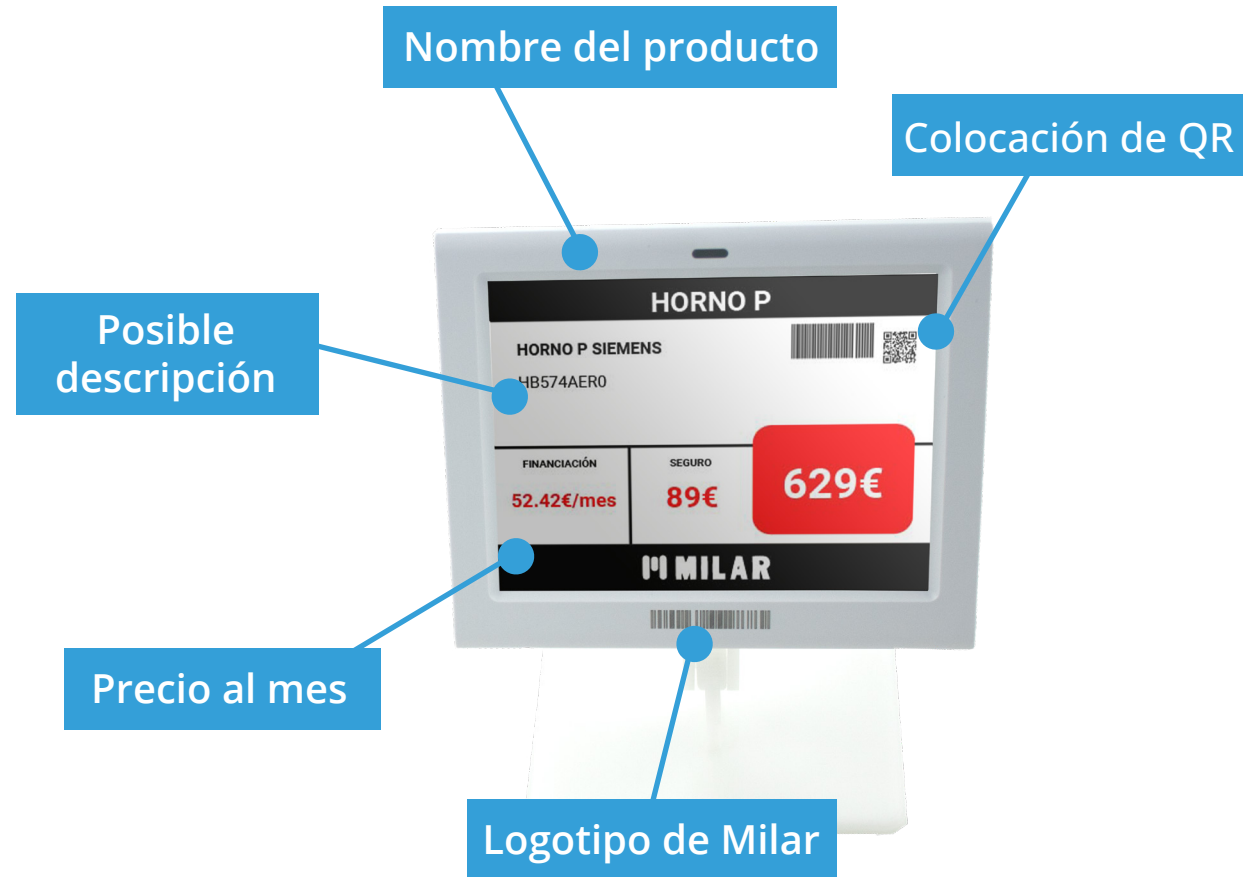 Nombre del producto
Colocación de QR
Posible
descripción
HORNO P
HORNO P SIEMENS
HB574AER0
FINANCIACIÓN
52.42€/mes
SEGURO
89€
629€
MILAR
Precio al mes
Logotipo de Milar